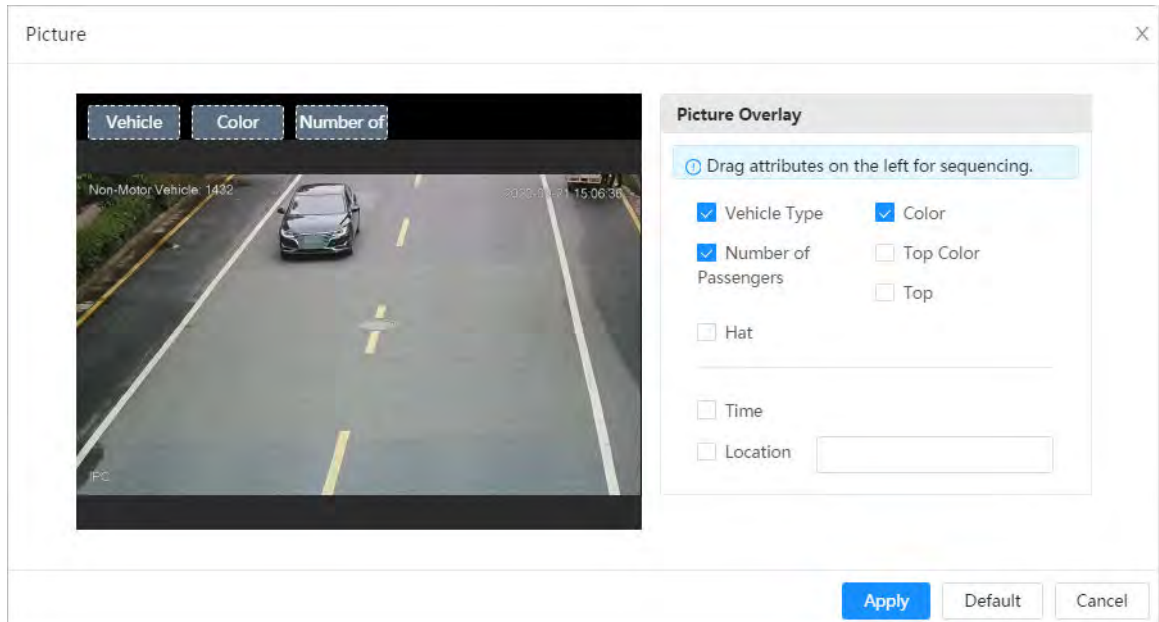 Picture
Vehicle Color Number of
Non-Motor Vehicle: 1432
15:06:36
IPC
Picture Overlay
Drag attributes on the left for sequencing.
Vehicle Type Color
Number of Passengers Top Color
Top
Hat
Time
Location
Apply Default Cancel